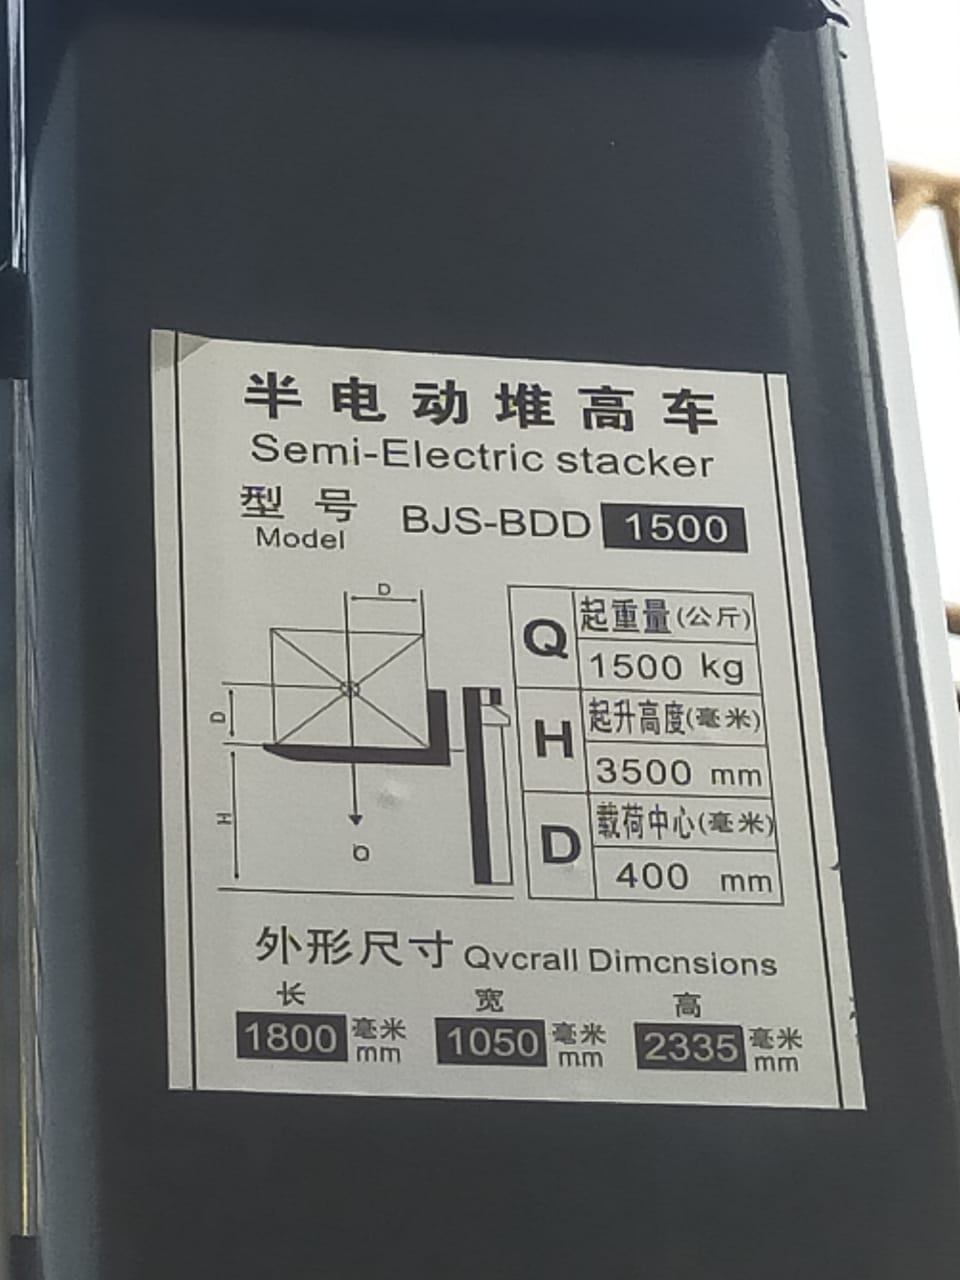 半电动堆高车
Semi-Electric stacker
型号 BJS-BDD 1500
Model
D
D
H
Q
Q 起重量(公斤)
1500 kg
H 起升高度(毫米)
3500 mm
D 载荷中心(毫米)
400 mm
外形尺寸 Qvcrall Dimcnsions
长 宽 高
1800 毫米 1050 毫米 2335 毫米
mm mm mm